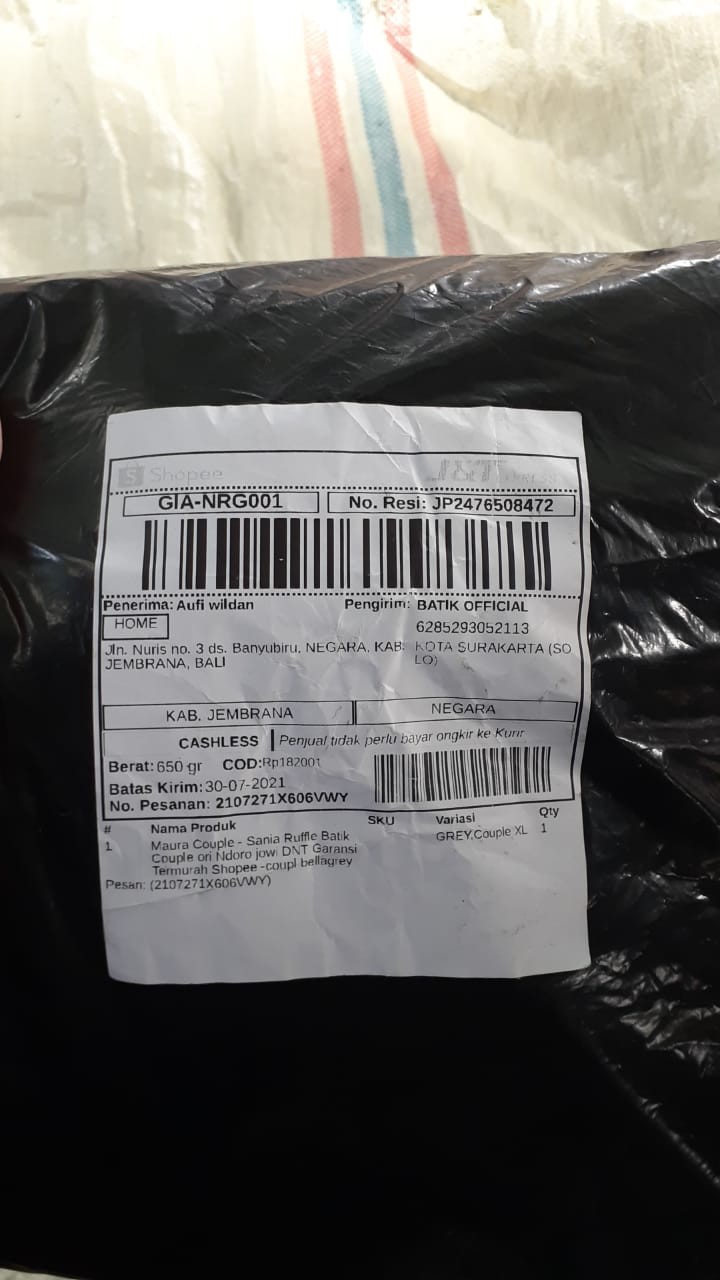 Shopee
J&T EXPRESS
GIA-NRG001
No. Resi: JP2476508472
Penerima: Aufi wildan
Pengirim: BATIK OFFICIAL
HOME
6285293052113
Jln. Nuris no. 3 ds. Banyubiru, NEGARA, KAB.
JEMBRANA, BALI
KOTA SURAKARTA (SO
LO)
KAB. JEMBRANA
NEGARA
CASHLESS
Penjual tidak perlu bayar ongkir ke Kurir
Berat: 650 gr
COD:Rp182001
Batas Kirim: 30-07-2021
No. Pesanan: 2107271X606VWY
# Nama Produk SKU Variasi Qty
1 Maura Couple - Sania Ruffle Batik GREY,Couple XL 1
Couple ori Ndoro jowi DNT Garansi
Termurah Shopee -coupl bellagrey
Pesan: (2107271X606VWY)